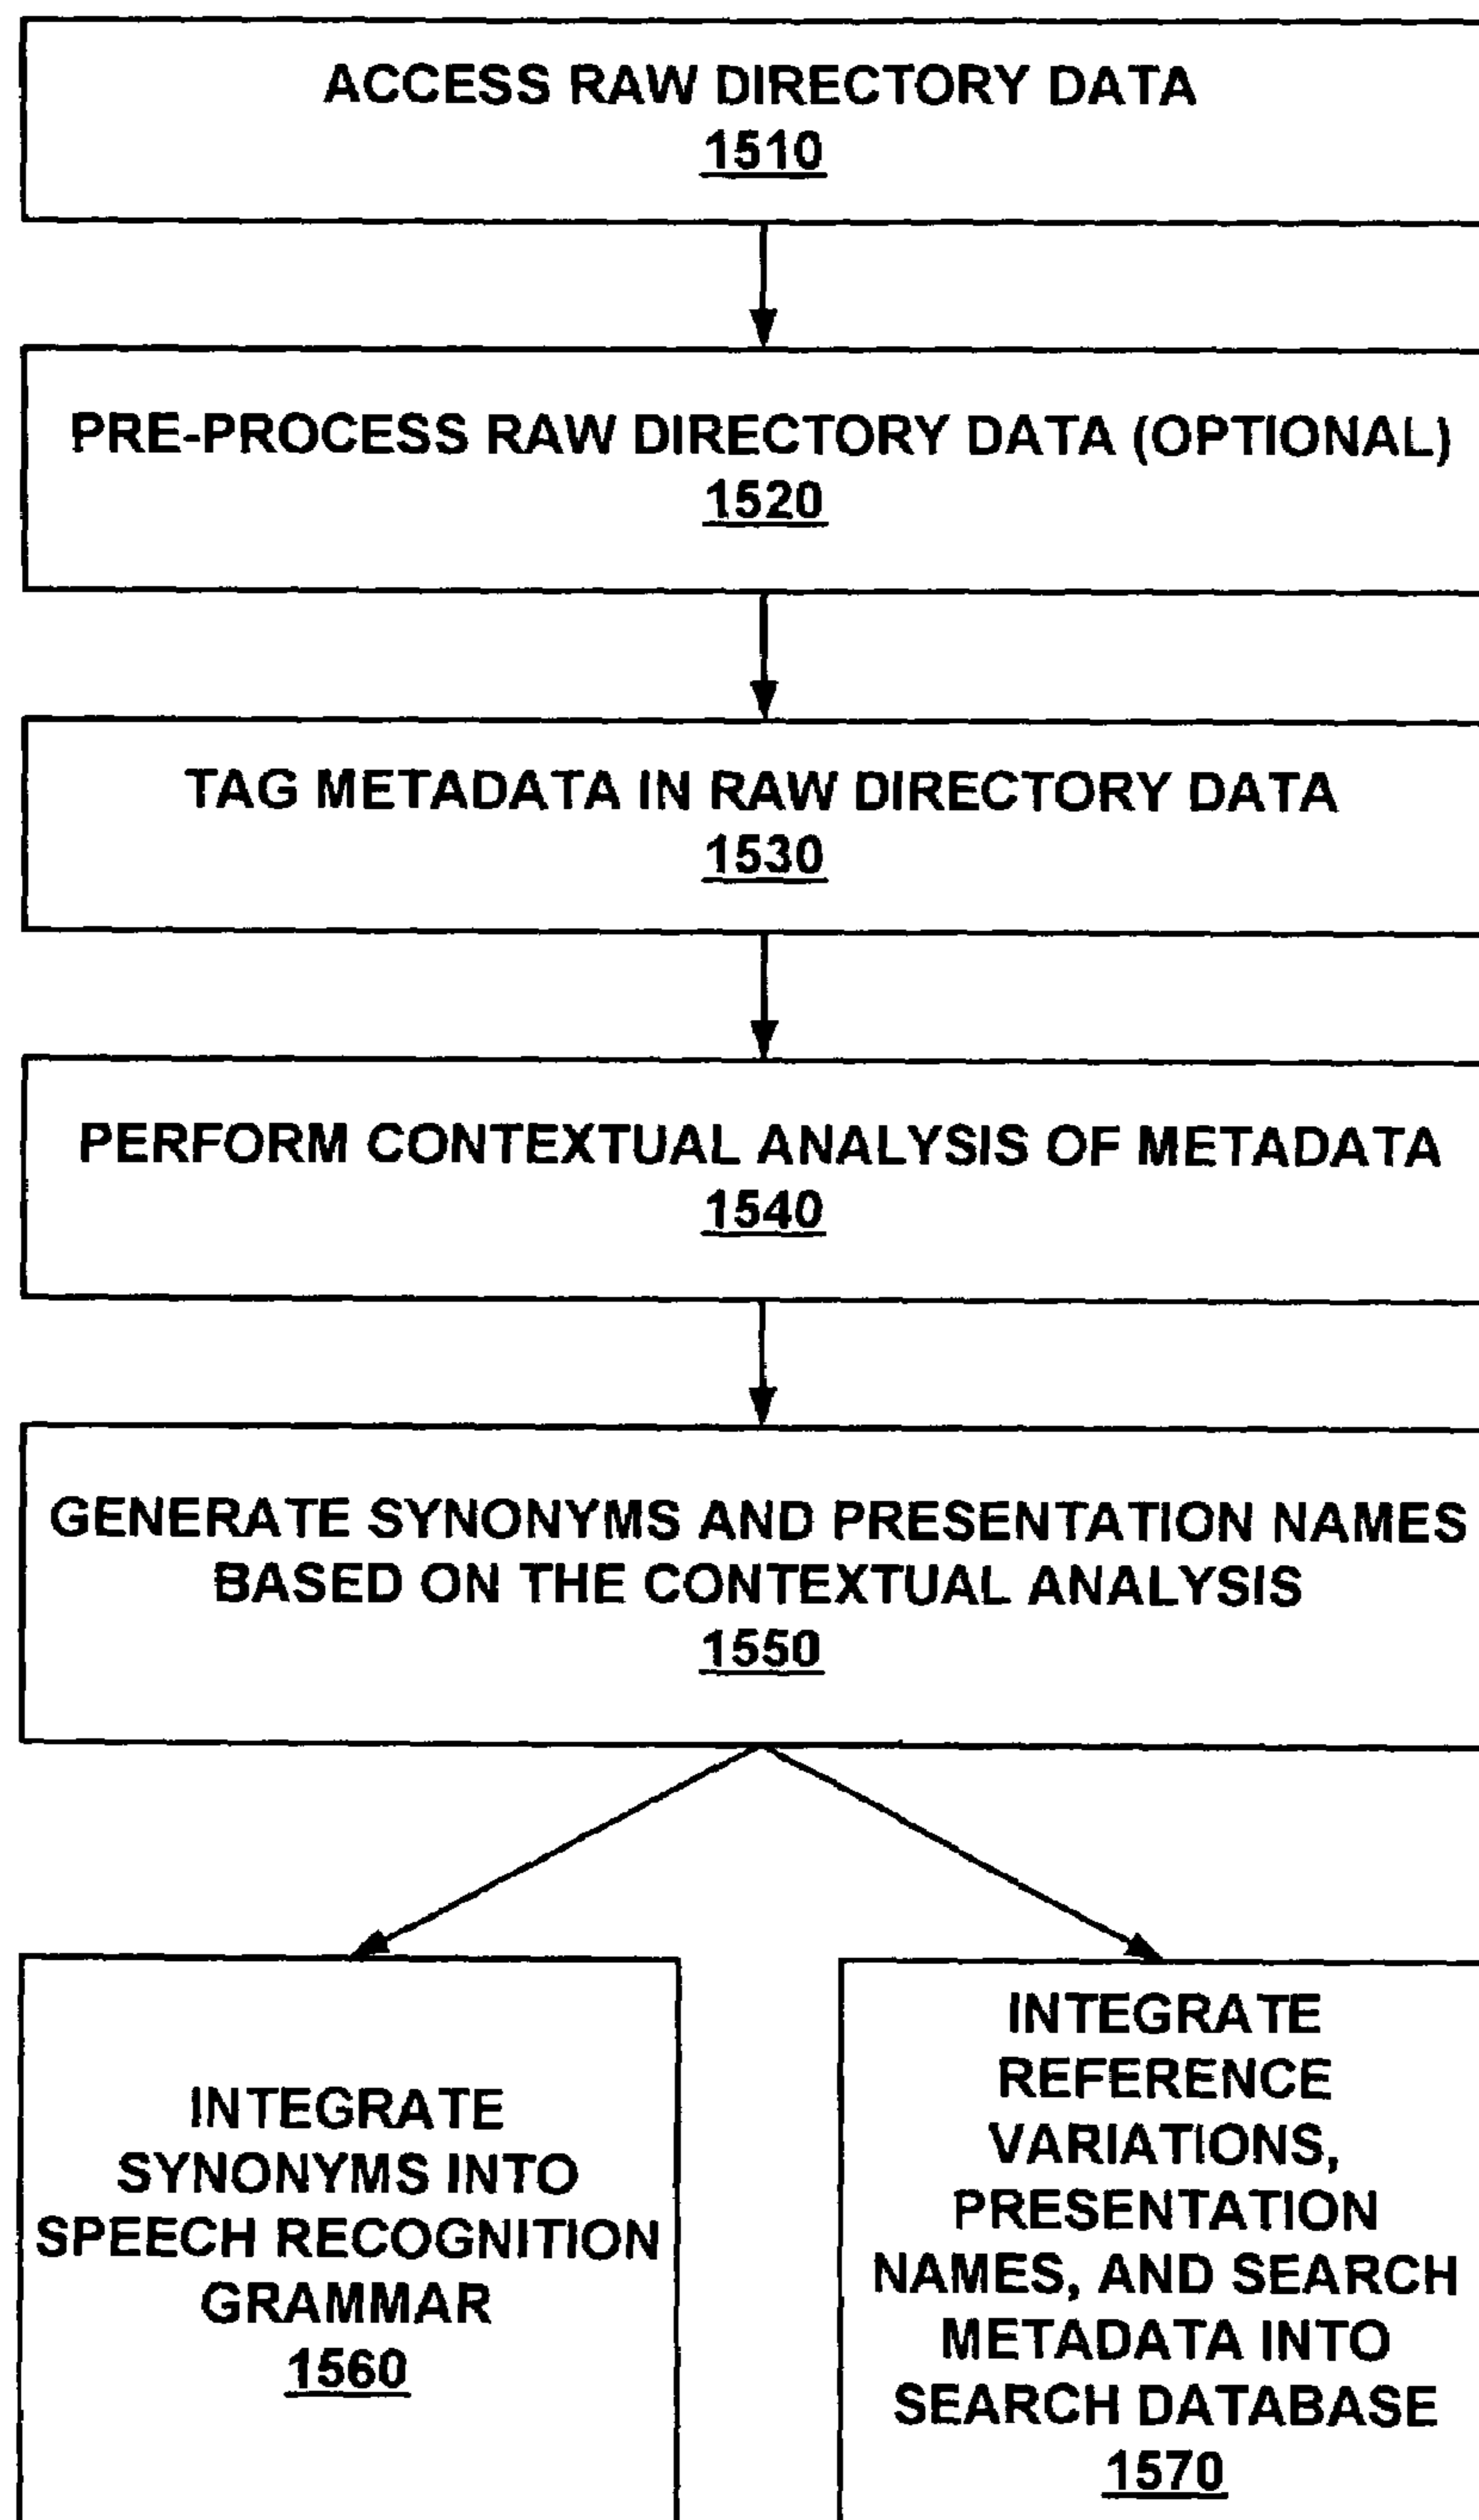 ACCESS RAW DIRECTORY DATA
1510
PRE-PROCESS RAW DIRECTORY DATA (OPTIONAL)
1520
TAG METADATA IN RAW DIRECTORY DATA
1530
PERFORM CONTEXTUAL ANALYSIS OF METADATA
1540
GENERATE SYNONYMS AND PRESENTATION NAMES
BASED ON THE CONTEXTUAL ANALYSIS
1550
INTEGRATE
SYNONYMS INTO
SPEECH RECOGNITION
GRAMMAR
1560
INTEGRATE
REFERENCE
VARIATIONS,
PRESENTATION
NAMES, AND SEARCH
METADATA INTO
SEARCH DATABASE
1570